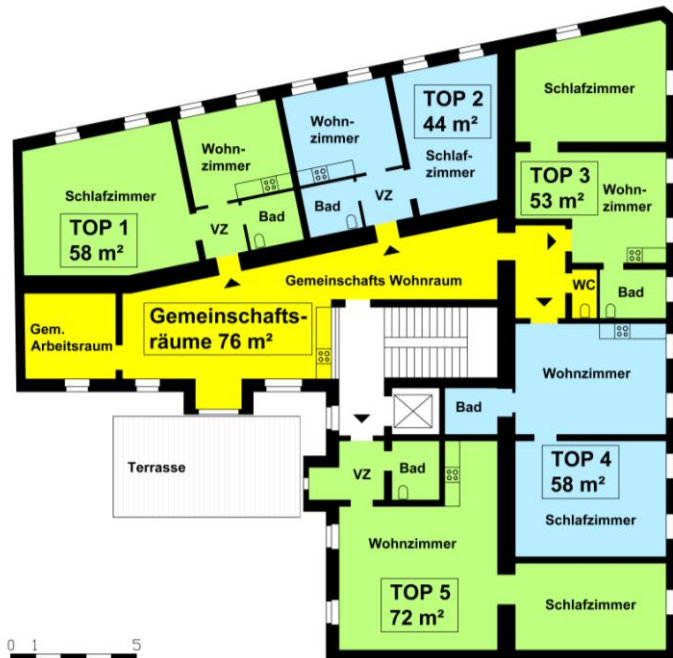 Schlafzimmer
TOP 1
58 m²
Wohn-
zimmer
VZ
Bad
Wohn-
zimmer
Bad
VZ
TOP 2
44 m²
Schlaf-
zimmer
Schlafzimmer
TOP 3
53 m²
Wohn-
zimmer
WC
Bad
Gemeinschafts Wohnraum
Gem.
Arbeitsraum
Gemeinschafts-
räume 76 m²
Wohnzimmer
Bad
TOP 4
58 m²
Schlafzimmer
Terrasse
VZ
Bad
Wohnzimmer
TOP 5
72 m²
Schlafzimmer
0 1 5